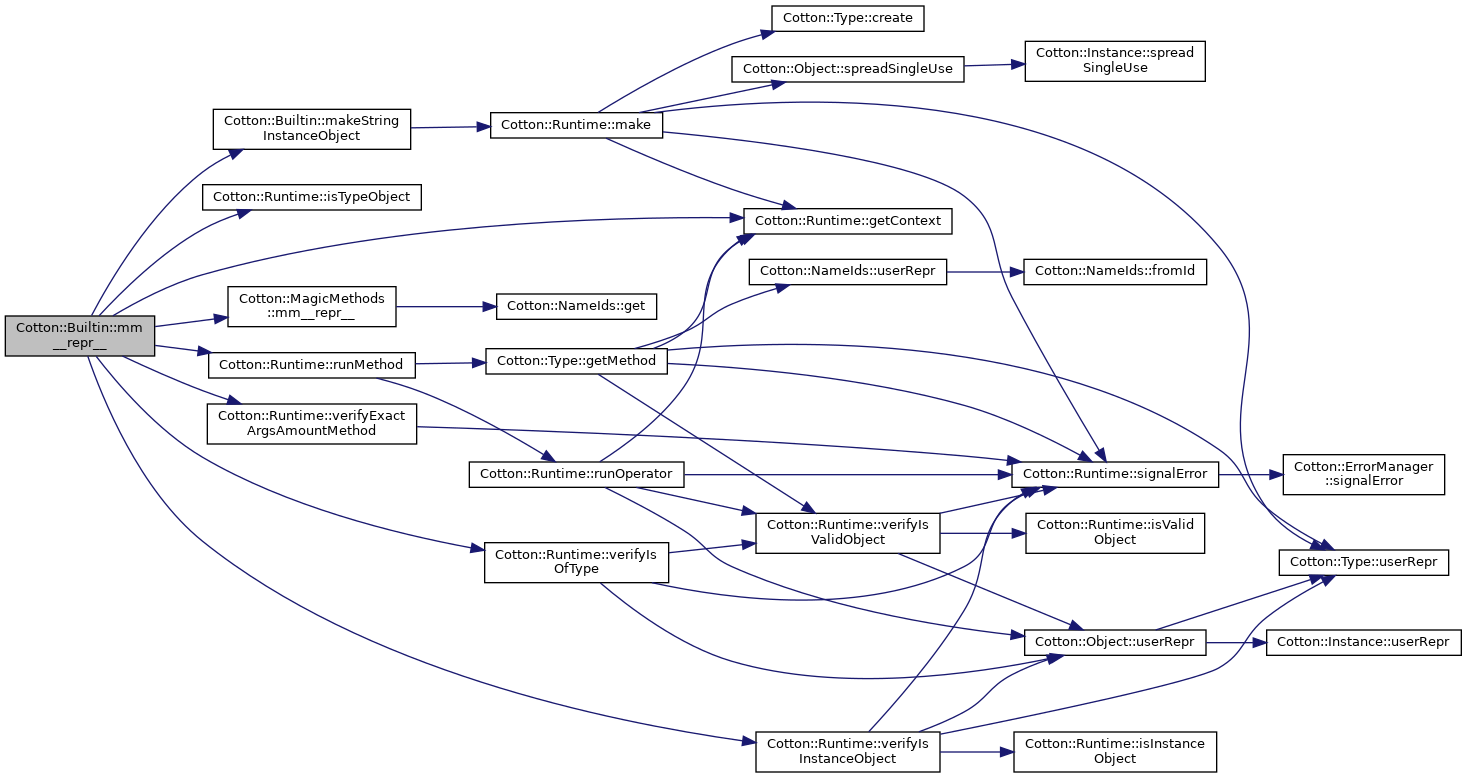 Cotton::Builtin::mm
__repr__
Cotton::Builtin::makeString
InstanceObject
Cotton::Runtime::isTypeObject
Cotton::MagicMethods
::mm__repr__
Cotton::Runtime::runMethod
Cotton::Runtime::verifyExact
ArgsAmountMethod
Cotton::Runtime::make
Cotton::NameIds::get
Cotton::Type::getMethod
Cotton::Runtime::runOperator
Cotton::Runtime::verifyIs
OfType
Cotton::Type::create
Cotton::Object::spreadSingleUse
Cotton::Runtime::getContext
Cotton::NameIds::userRepr
Cotton::Runtime::verifyIs
ValidObject
Cotton::Runtime::verifyIs
InstanceObject
Cotton::Instance::spread
SingleUse
Cotton::NameIds::fromId
Cotton::Runtime::signalError
Cotton::Runtime::isValid
Object
Cotton::Object::userRepr
Cotton::Runtime::isInstance
Object
Cotton::ErrorManager
::signalError
Cotton::Type::userRepr
Cotton::Instance::userRepr